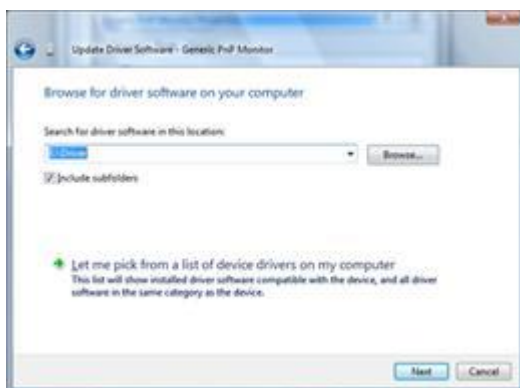 Update Driver Software - Generic PnP Monitor
Browse for driver software on your computer
Search for driver software in this location:
Browse...
Include subfolders
Let me pick from a list of device drivers on my computer
This list will show installed driver software compatible with the device, and all driver
software in the same category as the device.
Next Cancel